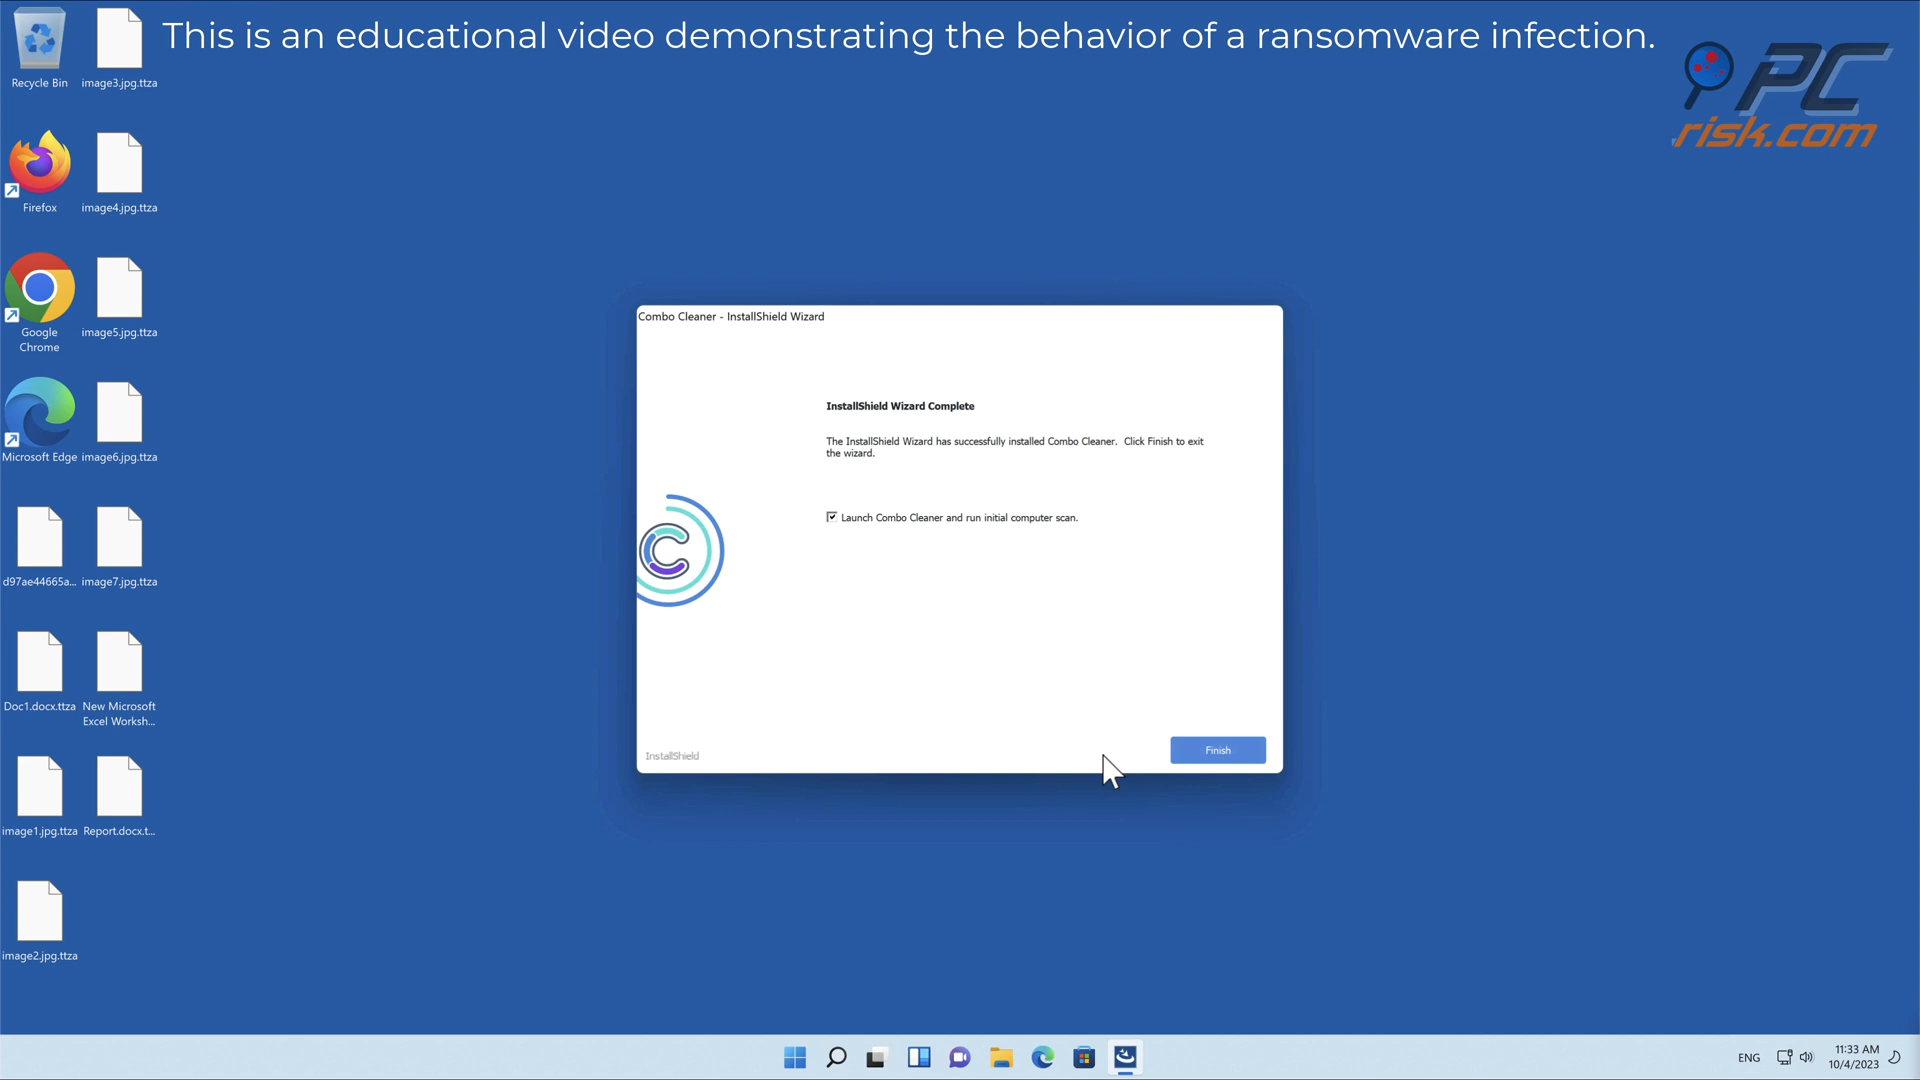 This is an educational video demonstrating the behavior of a ransomware infection.
PC
risk.com
Recycle Bin
image3.jpg.ttza
Firefox
image4.jpg.ttza
Google
Chrome
image5.jpg.ttza
Microsoft Edge
image6.jpg.ttza
d97ae44665a...
image7.jpg.ttza
Doc1.docx.ttza
New Microsoft
Excel Worksh...
image1.jpg.ttza
Report.docx.t...
image2.jpg.ttza
Combo Cleaner - InstallShield Wizard
InstallShield Wizard Complete
The InstallShield Wizard has successfully installed Combo Cleaner. Click Finish to exit
the wizard.
Launch Combo Cleaner and run initial computer scan.
InstallShield
Finish
ENG
11:33 AM
10/4/2023